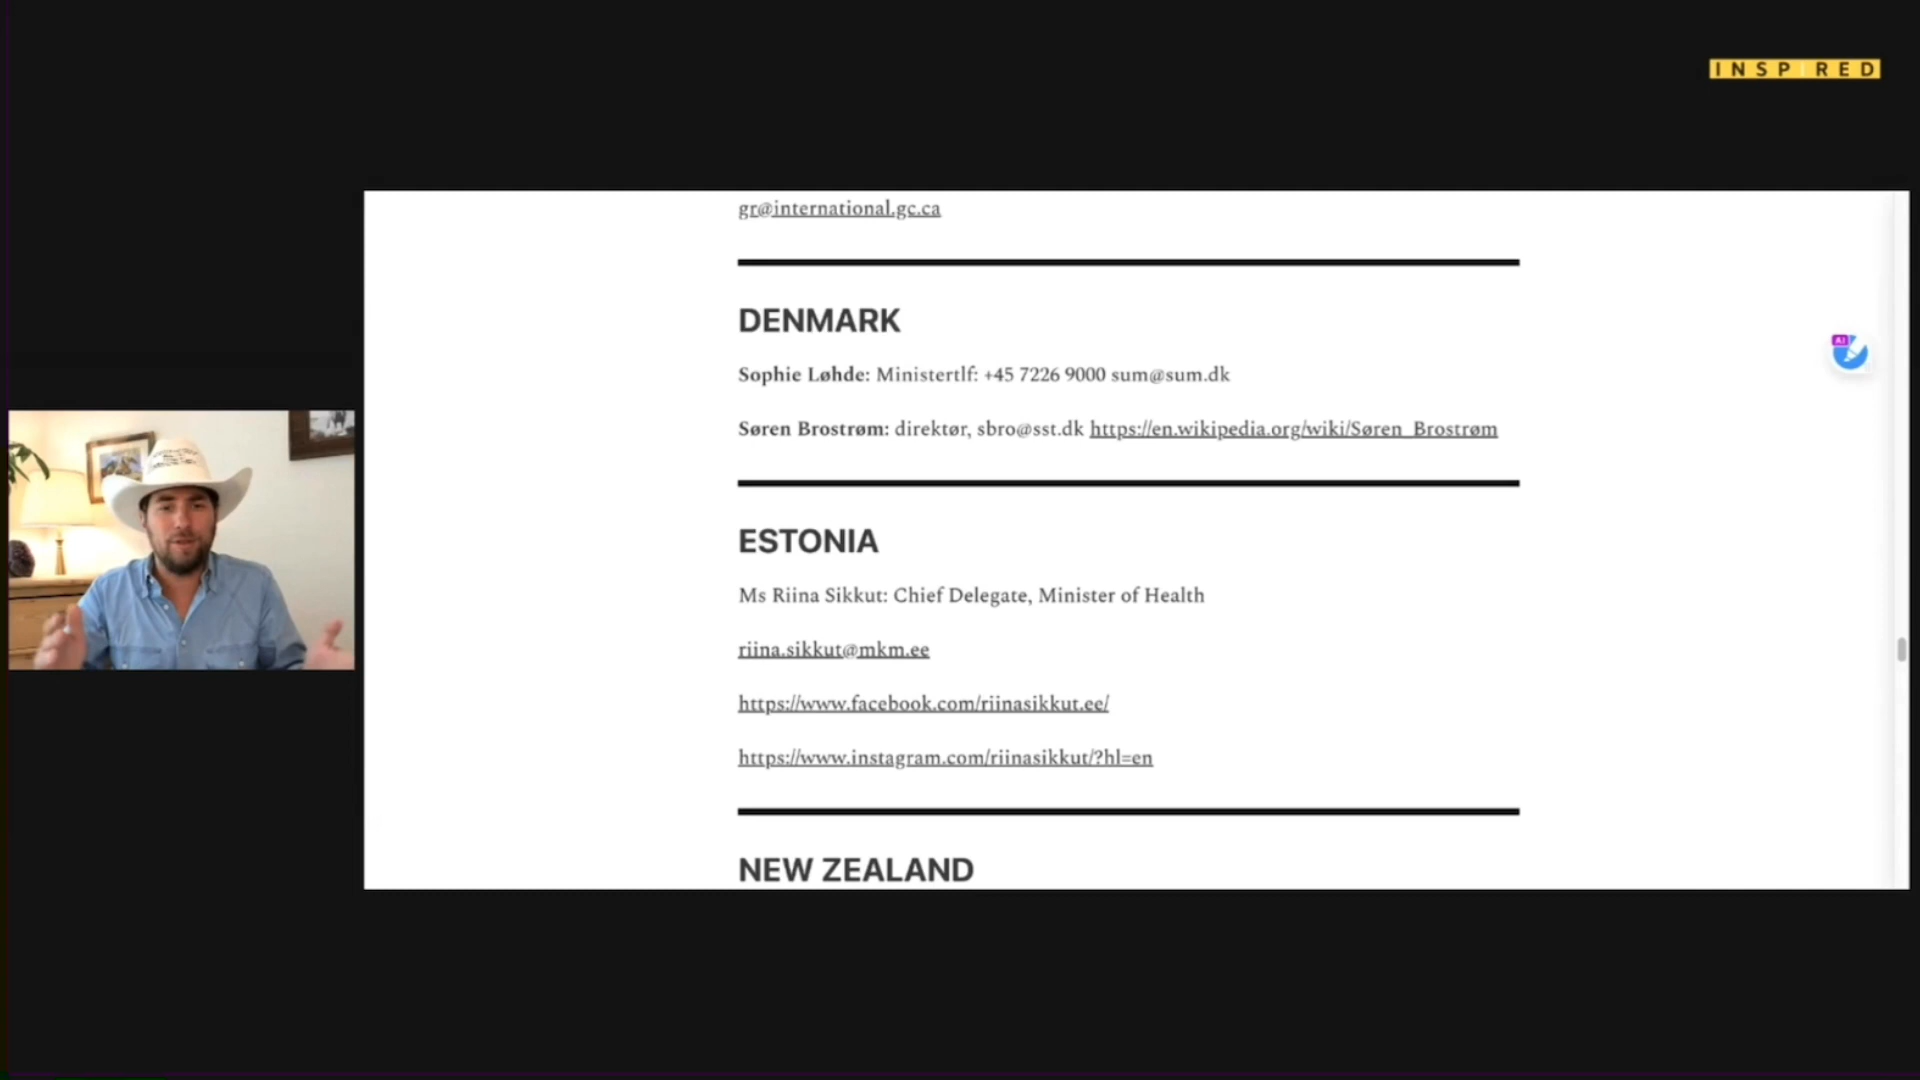 INSPIRED
gr@international.gc.ca
DENMARK
Sophie Løhde: Ministertlf: +45 7226 9000 sum@sum.dk
Søren Brostrøm: direktør, sbro@sst.dk https://en.wikipedia.org/wiki/Søren_Brostrøm
ESTONIA
Ms Riina Sikkut: Chief Delegate, Minister of Health
riina.sikkut@mkm.ee
https://www.facebook.com/riinasikkut.ee/
https://www.instagram.com/riinasikkut/?hl=en
NEW ZEALAND
AI